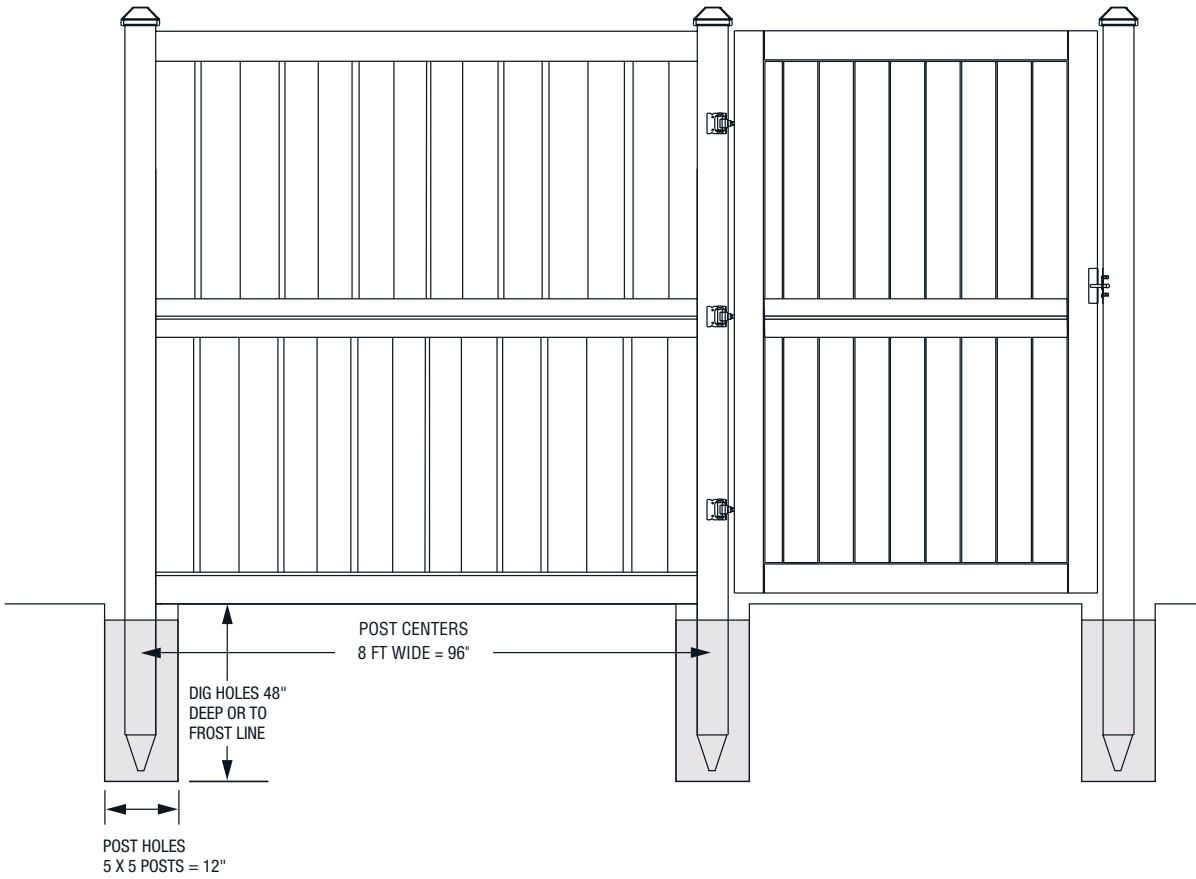 POST CENTERS
8 FT WIDE = 96"
DIG HOLES 48"
DEEP OR TO
FROST LINE
POST HOLES
5 X 5 POSTS = 12"